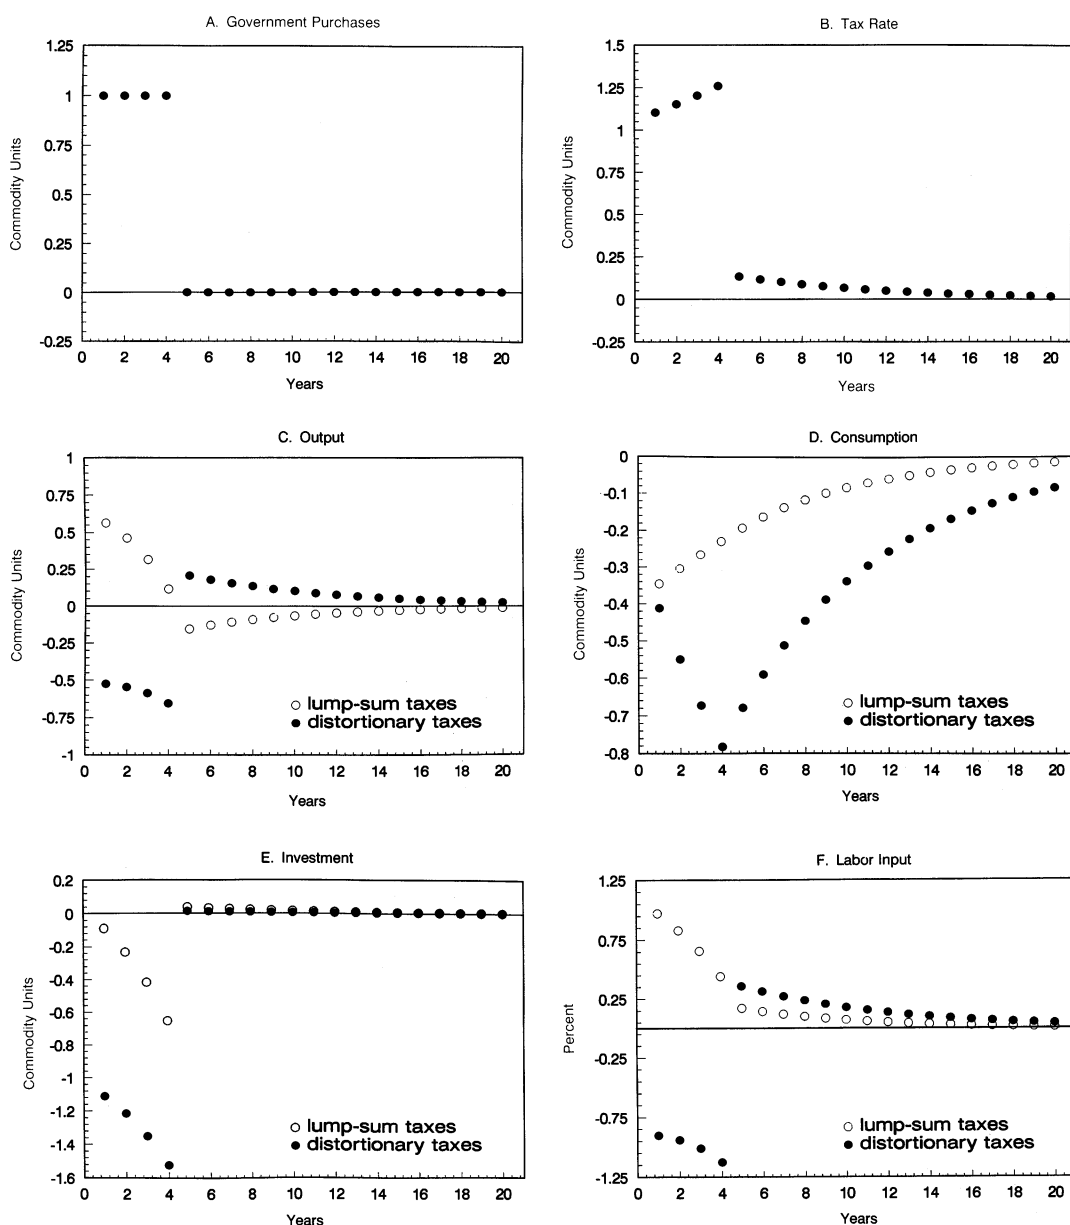 A. Government Purchases
1.25
1
0.75
0.5
0.25
0
-0.25
Commodity Units
0 2 4 6 8 10 12 14 16 18 20
Years
B. Tax Rate
1.5
1.25
1
0.75
0.5
0.25
0
-0.25
Commodity Units
0 2 4 6 8 10 12 14 16 18 20
Years
C. Output
1
0.75
0.5
0.25
0
-0.25
-0.5
-0.75
-1
Commodity Units
lump-sum taxes
distortionary taxes
0 2 4 6 8 10 12 14 16 18 20
Years
D. Consumption
0
-0.1
-0.2
-0.3
-0.4
-0.5
-0.6
-0.7
-0.8
Commodity Units
lump-sum taxes
distortionary taxes
0 2 4 6 8 10 12 14 16 18 20
Years
E. Investment
0.2
0
-0.2
-0.4
-0.6
-0.8
-1
-1.2
-1.4
-1.6
Commodity Units
lump-sum taxes
distortionary taxes
0 2 4 6 8 10 12 14 16 18 20
Years
F. Labor Input
1.25
0.75
0.25
-0.25
-0.75
-1.25
Percent
lump-sum taxes
distortionary taxes
0 2 4 6 8 10 12 14 16 18 20
Years